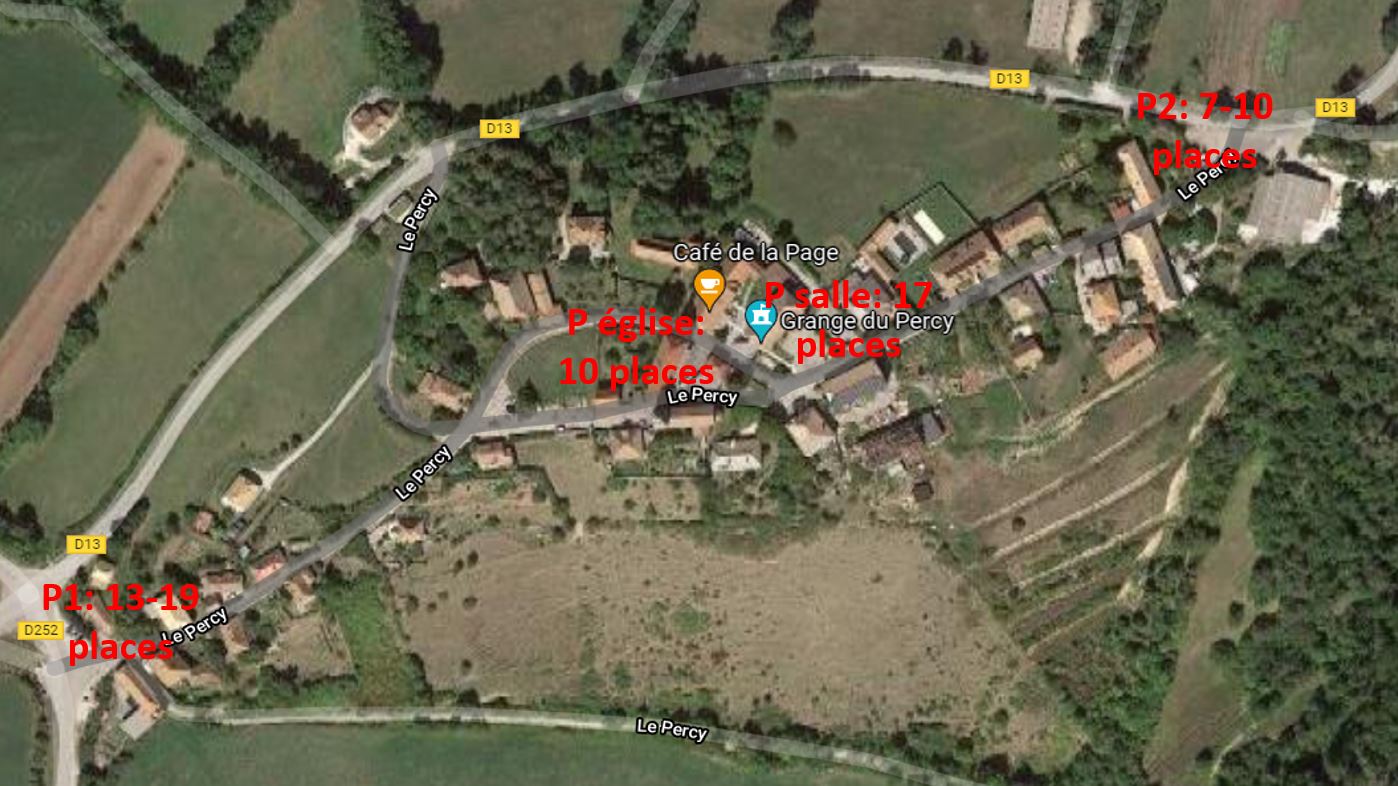 D13
P2: 7-10
places
D13
D13
Le Percy
Le Percy
Café de la Page
P salle: 17
places
Grange du Percy
P église:
10 places
Le Percy
Le Percy
D13
P1: 13-19
places
D252
Le Percy
Le Percy